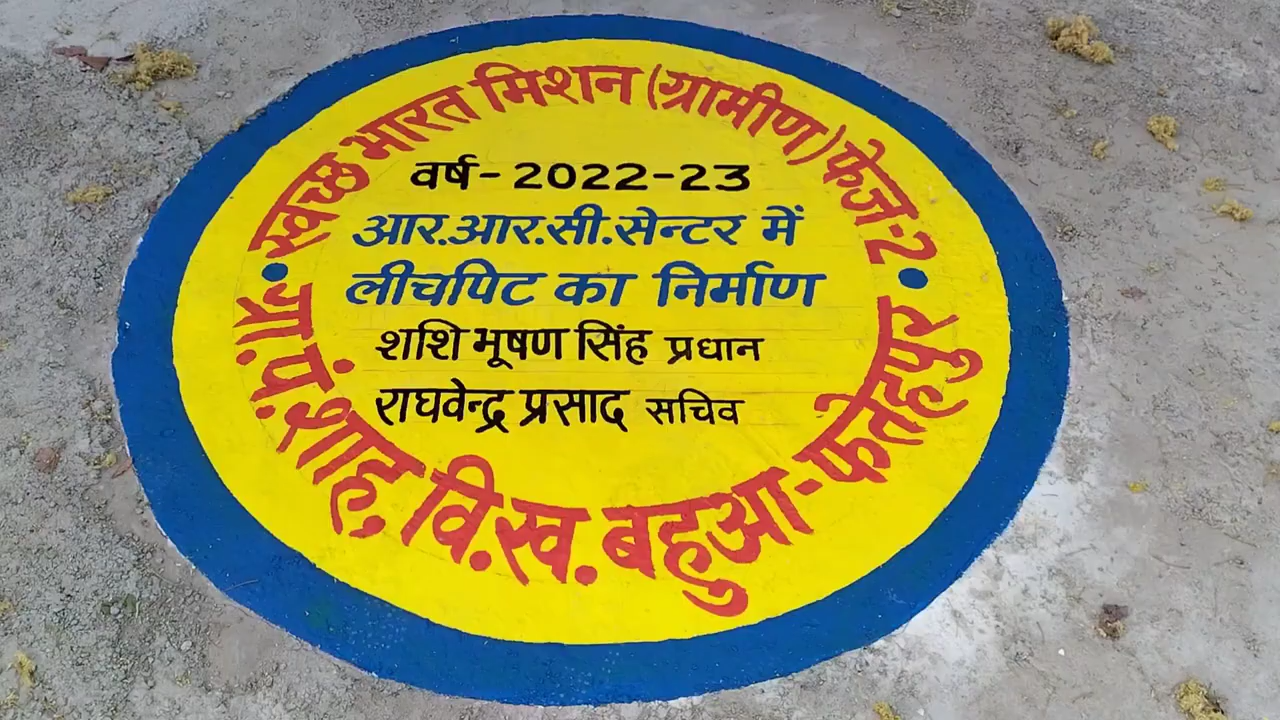 स्वच्छ भारत मिशन (ग्रामीण) फेज-२
वर्ष-2022-23
आर.आर.सी.सेन्टर में
लीचपिट का निर्माण
शशि भूषण सिंह प्रधान
राघवेन्द्र प्रसाद सचिव
ग्रा.पं.शाह, वि.ख. बहुआ-फतेहपुर